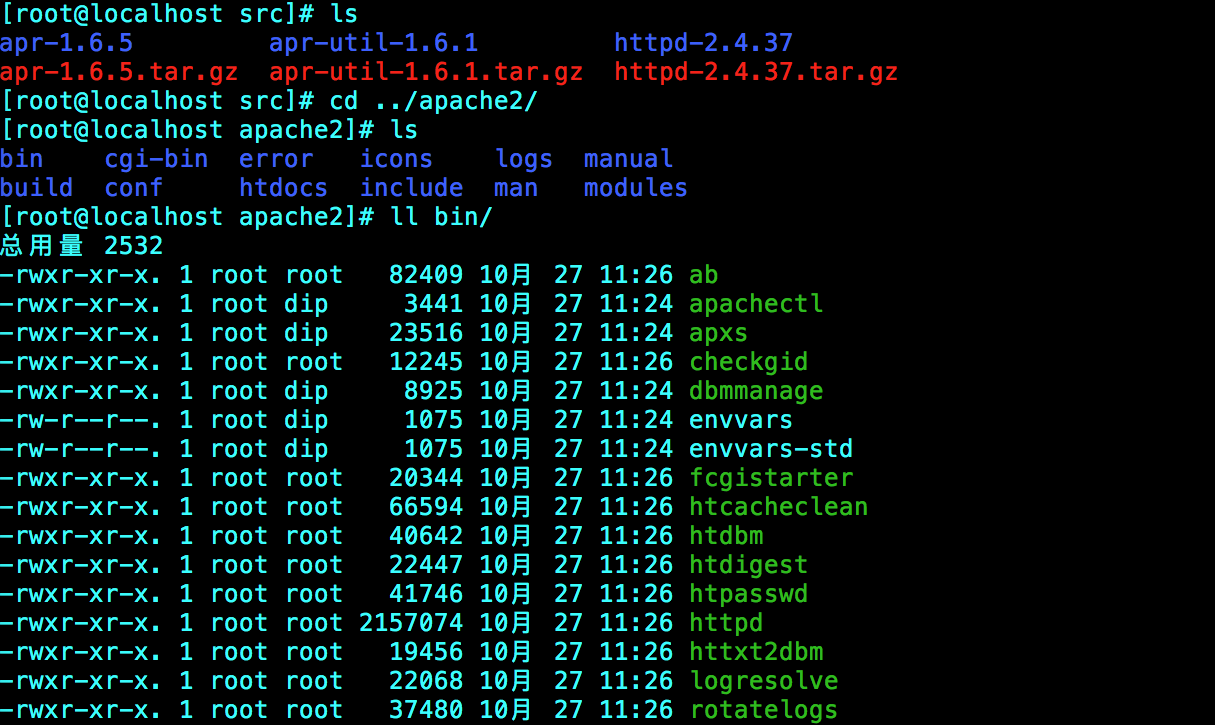 [root@localhost src]# ls
apr-1.6.5         apr-util-1.6.1         httpd-2.4.37
apr-1.6.5.tar.gz  apr-util-1.6.1.tar.gz  httpd-2.4.37.tar.gz
[root@localhost src]# cd ../apache2/
[root@localhost apache2]# ls
bin    cgi-bin  error   icons    logs  manual
build  conf     htdocs  include  man   modules
[root@localhost apache2]# ll bin/
总用量 2532
-rwxr-xr-x. 1 root root   82409 10月 27 11:26 ab
-rwxr-xr-x. 1 root dip     3441 10月 27 11:24 apachectl
-rwxr-xr-x. 1 root dip    23516 10月 27 11:24 apxs
-rwxr-xr-x. 1 root root   12245 10月 27 11:26 checkgid
-rwxr-xr-x. 1 root dip     8925 10月 27 11:24 dbmmanage
-rw-r--r--. 1 root dip     1075 10月 27 11:24 envvars
-rw-r--r--. 1 root dip     1075 10月 27 11:24 envvars-std
-rwxr-xr-x. 1 root root   20344 10月 27 11:26 fcgistarter
-rwxr-xr-x. 1 root root   66594 10月 27 11:26 htcacheclean
-rwxr-xr-x. 1 root root   40642 10月 27 11:26 htdbm
-rwxr-xr-x. 1 root root   22447 10月 27 11:26 htdigest
-rwxr-xr-x. 1 root root   41746 10月 27 11:26 htpasswd
-rwxr-xr-x. 1 root root 2157074 10月 27 11:26 httpd
-rwxr-xr-x. 1 root root   19456 10月 27 11:26 httxt2dbm
-rwxr-xr-x. 1 root root   22068 10月 27 11:26 logresolve
-rwxr-xr-x. 1 root root   37480 10月 27 11:26 rotatelogs